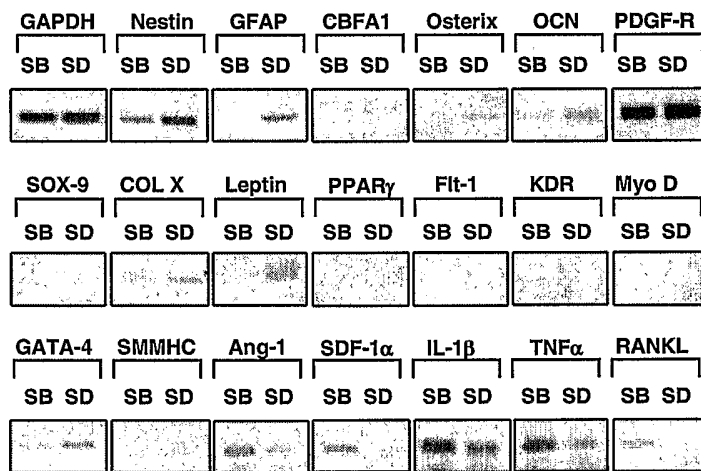 GAPDH Nestin GFAP CBFA1 Osterix OCN PDGF-R
SB SD SB SD SB SD SB SD SB SD SB SD SB SD
SOX-9 COL X Leptin PPARγ Flt-1 KDR Myo D
SB SD SB SD SB SD SB SD SB SD SB SD SB SD
GATA-4 SMMHC Ang-1 SDF-1α IL-1β TNFα RANKL
SB SD SB SD SB SD SB SD SB SD SB SD SB SD